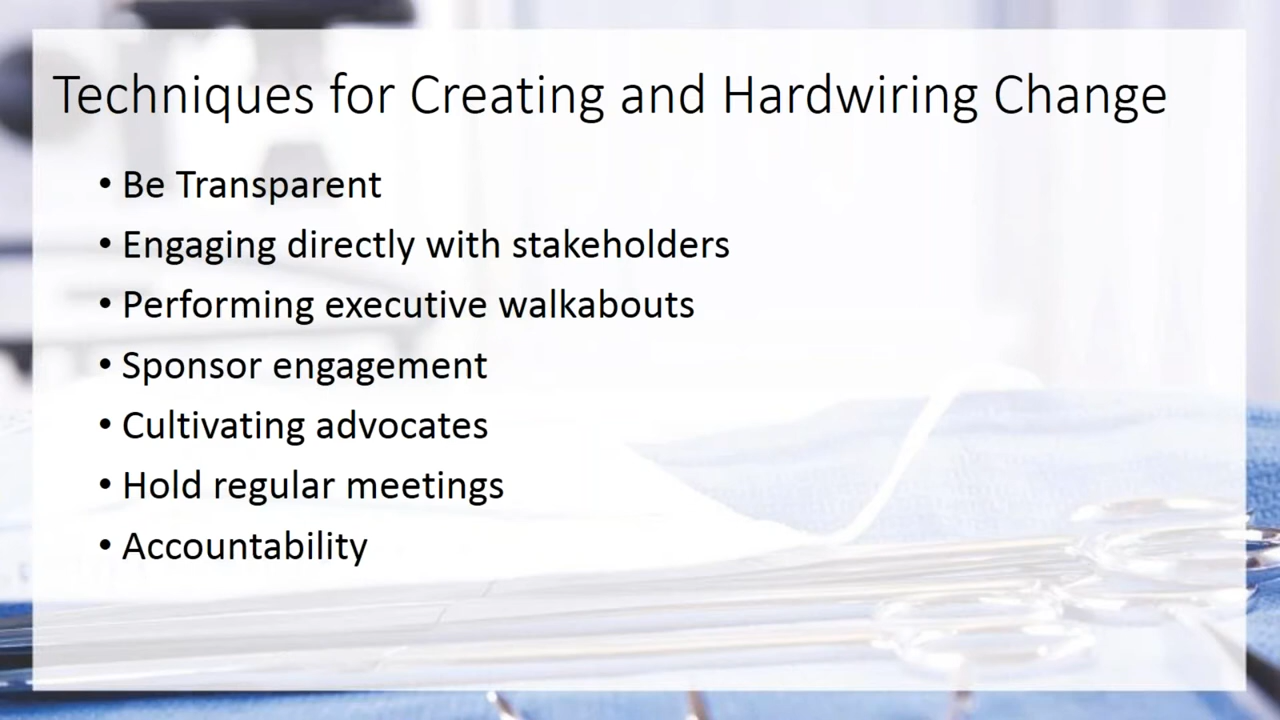 Techniques for Creating and Hardwiring Change
• Be Transparent
• Engaging directly with stakeholders
• Performing executive walkabouts
• Sponsor engagement
• Cultivating advocates
• Hold regular meetings
• Accountability